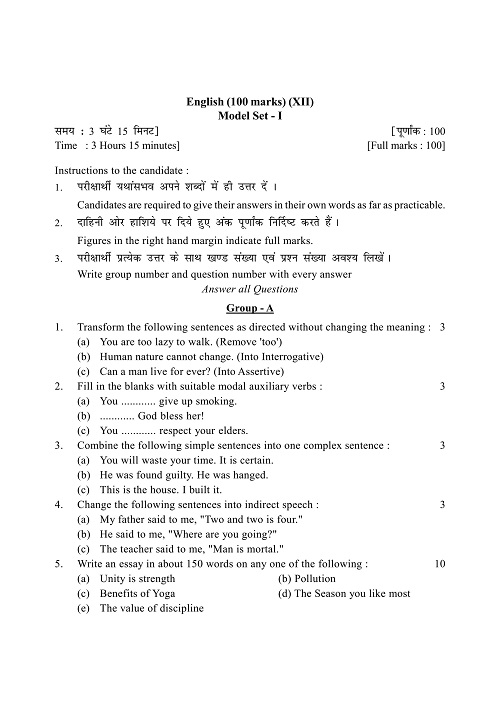 English (100 marks) (XII)
Model Set - I
समय : 3 घंटे 15 मिनट] [पूर्णांक : 100
Time : 3 Hours 15 minutes] [Full marks : 100]
Instructions to the candidate :
1. परीक्षार्थी यथांसभव अपने शब्दों में ही उत्तर दें ।
Candidates are required to give their answers in their own words as far as practicable.
2. दाहिनी ओर हाशिये पर दिये हुए अंक पूर्णांक निर्दिष्ट करते हैं ।
Figures in the right hand margin indicate full marks.
3. परीक्षार्थी प्रत्येक उत्तर के साथ खण्ड संख्या एवं प्रश्न संख्या अवश्य लिखें ।
Write group number and question number with every answer
Answer all Questions
Group - A
1. Transform the following sentences as directed without changing the meaning : 3
(a) You are too lazy to walk. (Remove 'too')
(b) Human nature cannot change. (Into Interrogative)
(c) Can a man live for ever? (Into Assertive)
2. Fill in the blanks with suitable modal auxiliary verbs : 3
(a) You ............ give up smoking.
(b) ............ God bless her!
(c) You ............ respect your elders.
3. Combine the following simple sentences into one complex sentence : 3
(a) You will waste your time. It is certain.
(b) He was found guilty. He was hanged.
(c) This is the house. I built it.
4. Change the following sentences into indirect speech : 3
(a) My father said to me, "Two and two is four."
(b) He said to me, "Where are you going?"
(c) The teacher said to me, "Man is mortal."
5. Write an essay in about 150 words on any one of the following : 10
(a) Unity is strength (b) Pollution
(c) Benefits of Yoga (d) The Season you like most
(e) The value of discipline